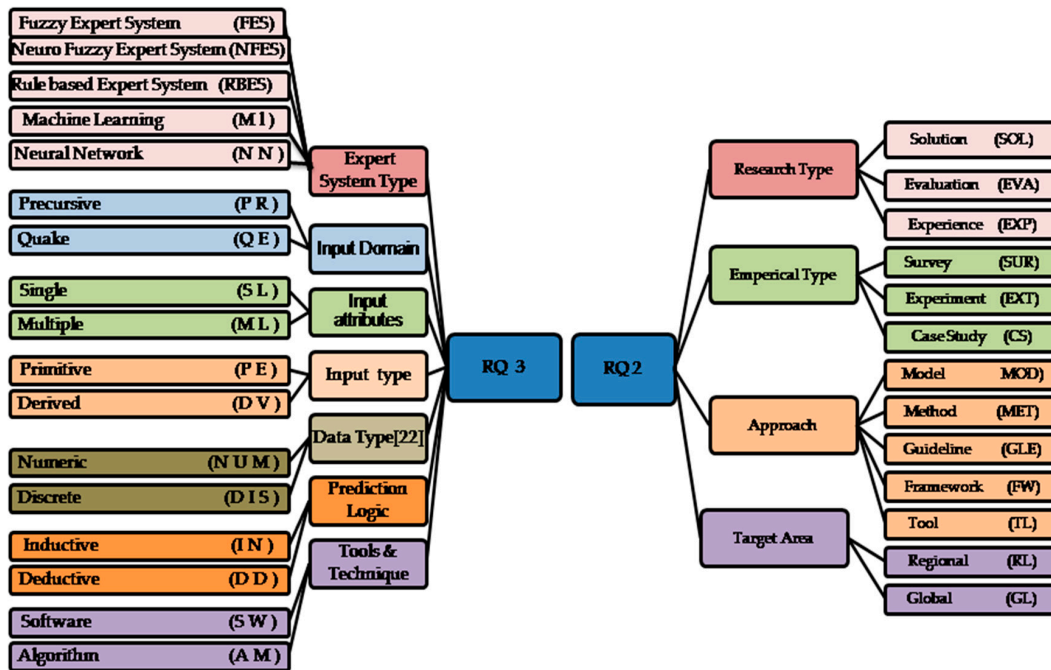 Fuzzy Expert System (FES)
Neuro Fuzzy Expert System (NFES)
Rule based Expert System (RBES)
Machine Learning (M l)
Neural Network (N N)
Expert
System Type
Precursive (P R)
Quake (Q E)
Input Domain
Single (S L)
Multiple (M L)
Input
attributes
Primitive (P E)
Derived (D V)
Input type
Numeric (N U M)
Discrete (D I S)
Data Type[22]
Inductive (I N)
Deductive (D D)
Prediction
Logic
Software (S W)
Algorithm (A M)
Tools &
Technique
RQ 3
RQ 2
Research Type
Solution (SOL)
Evaluation (EVA)
Experience (EXP)
Emperical Type
Survey (SUR)
Experiment (EXT)
Case Study (CS)
Approach
Model MOD)
Method (MET)
Guideline (GLE)
Framework (FW)
Tool (TL)
Target Area
Regional (RL)
Global (GL)